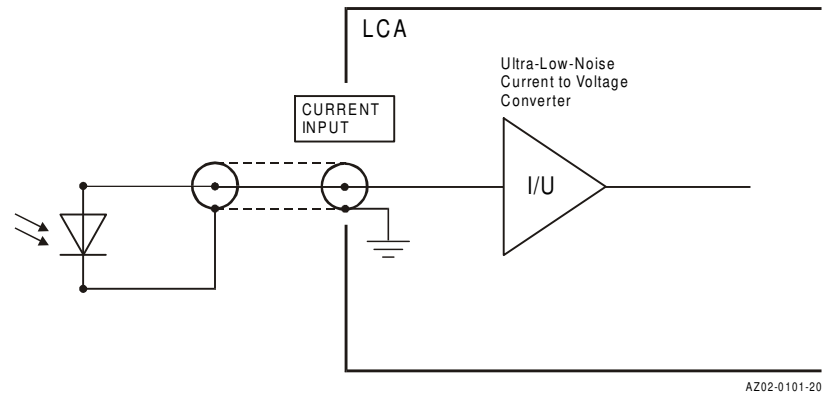 LCA
Ultra-Low-Noise
Current to Voltage
Converter
CURRENT
INPUT
I/U
AZ02-0101-20